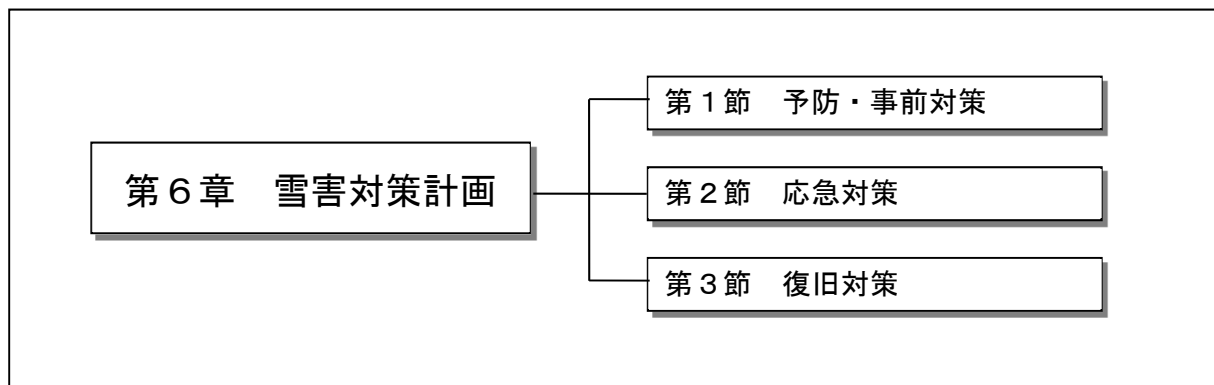 第６章　雪害対策計画
第１節　予防・事前対策
第２節　応急対策
第３節　復旧対策